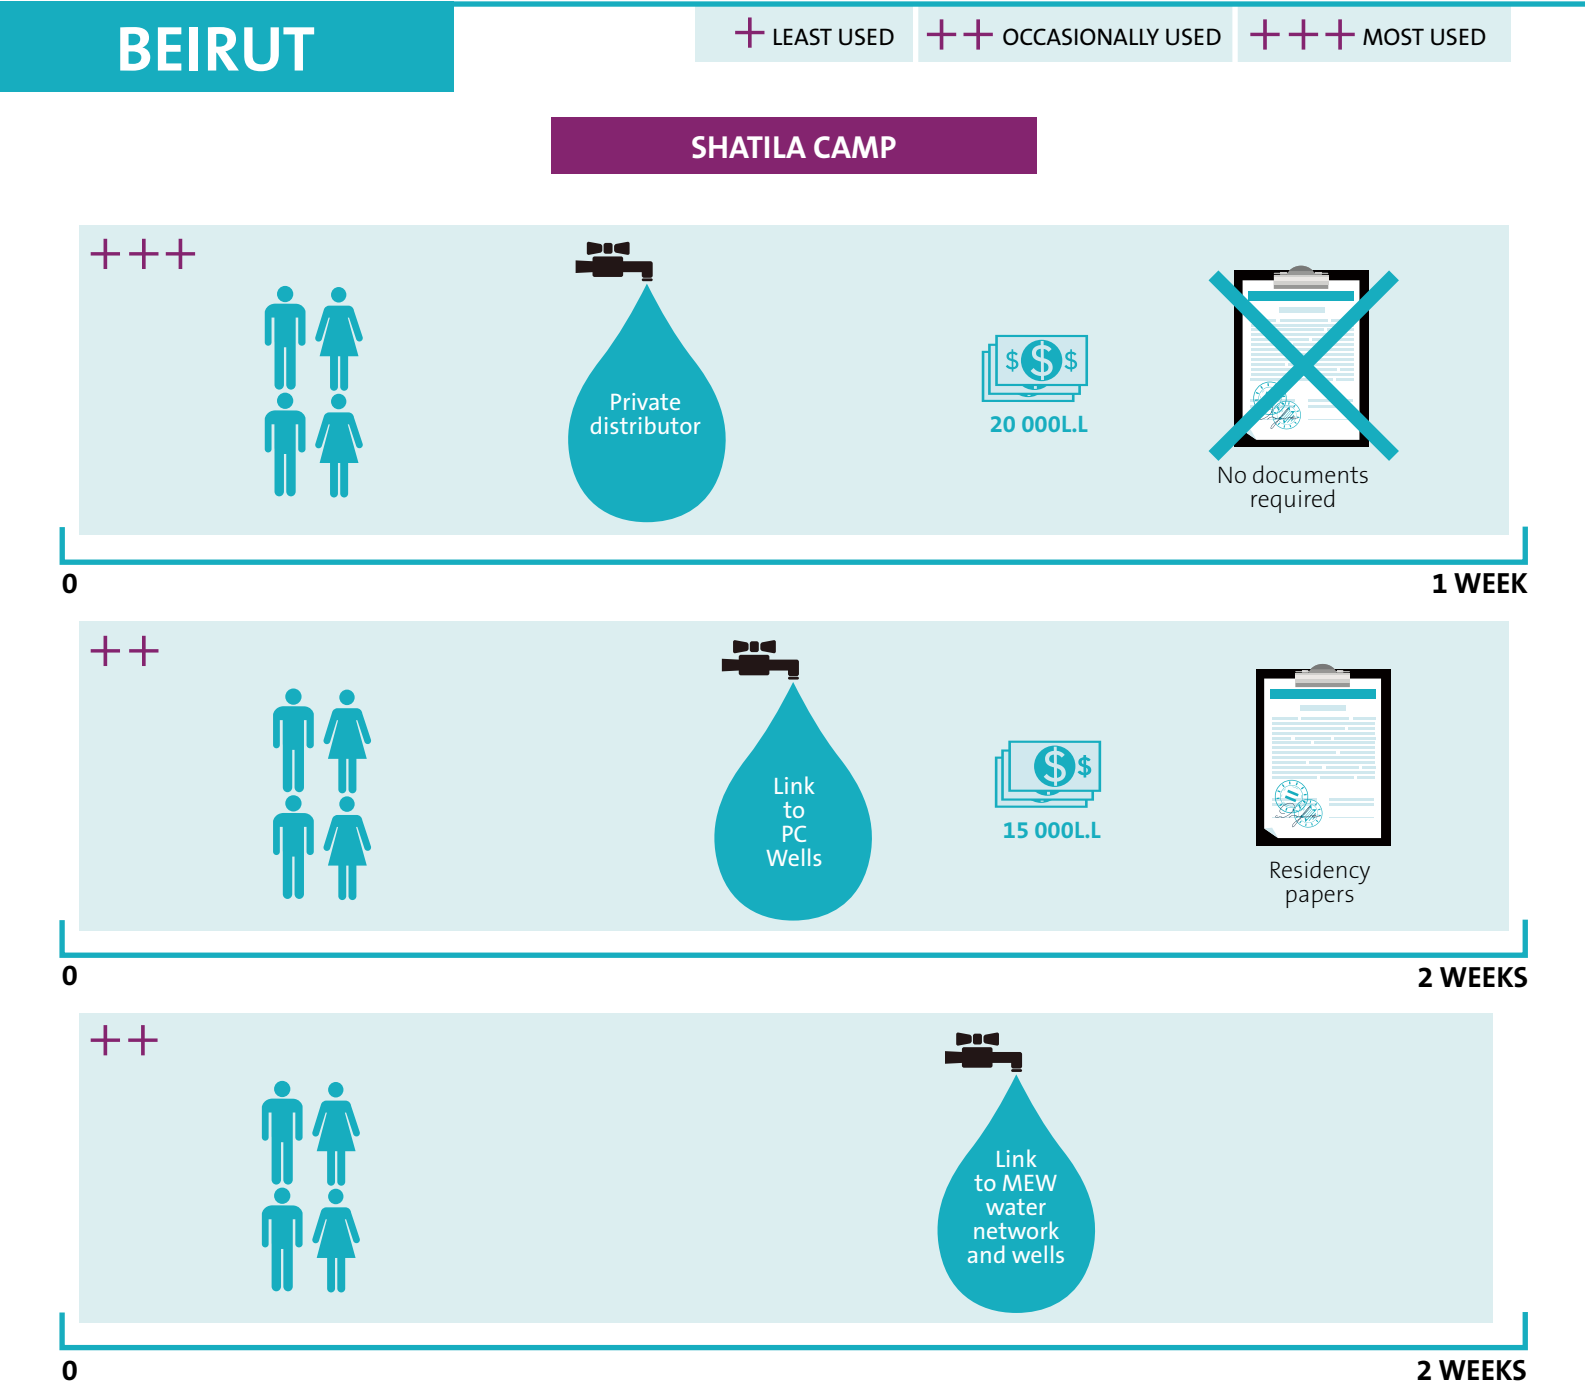 BEIRUT
+ LEAST USED
++ OCCASIONALLY USED
+++ MOST USED
SHATILA CAMP
+++
Private
distributor
$ $ $
20 000L.L
No documents
required
0
1 WEEK
++
Link
to
PC
Wells
$ $
15 000L.L
Residency
papers
0
2 WEEKS
++
Link
to MEW
water
network
and wells
0
2 WEEKS